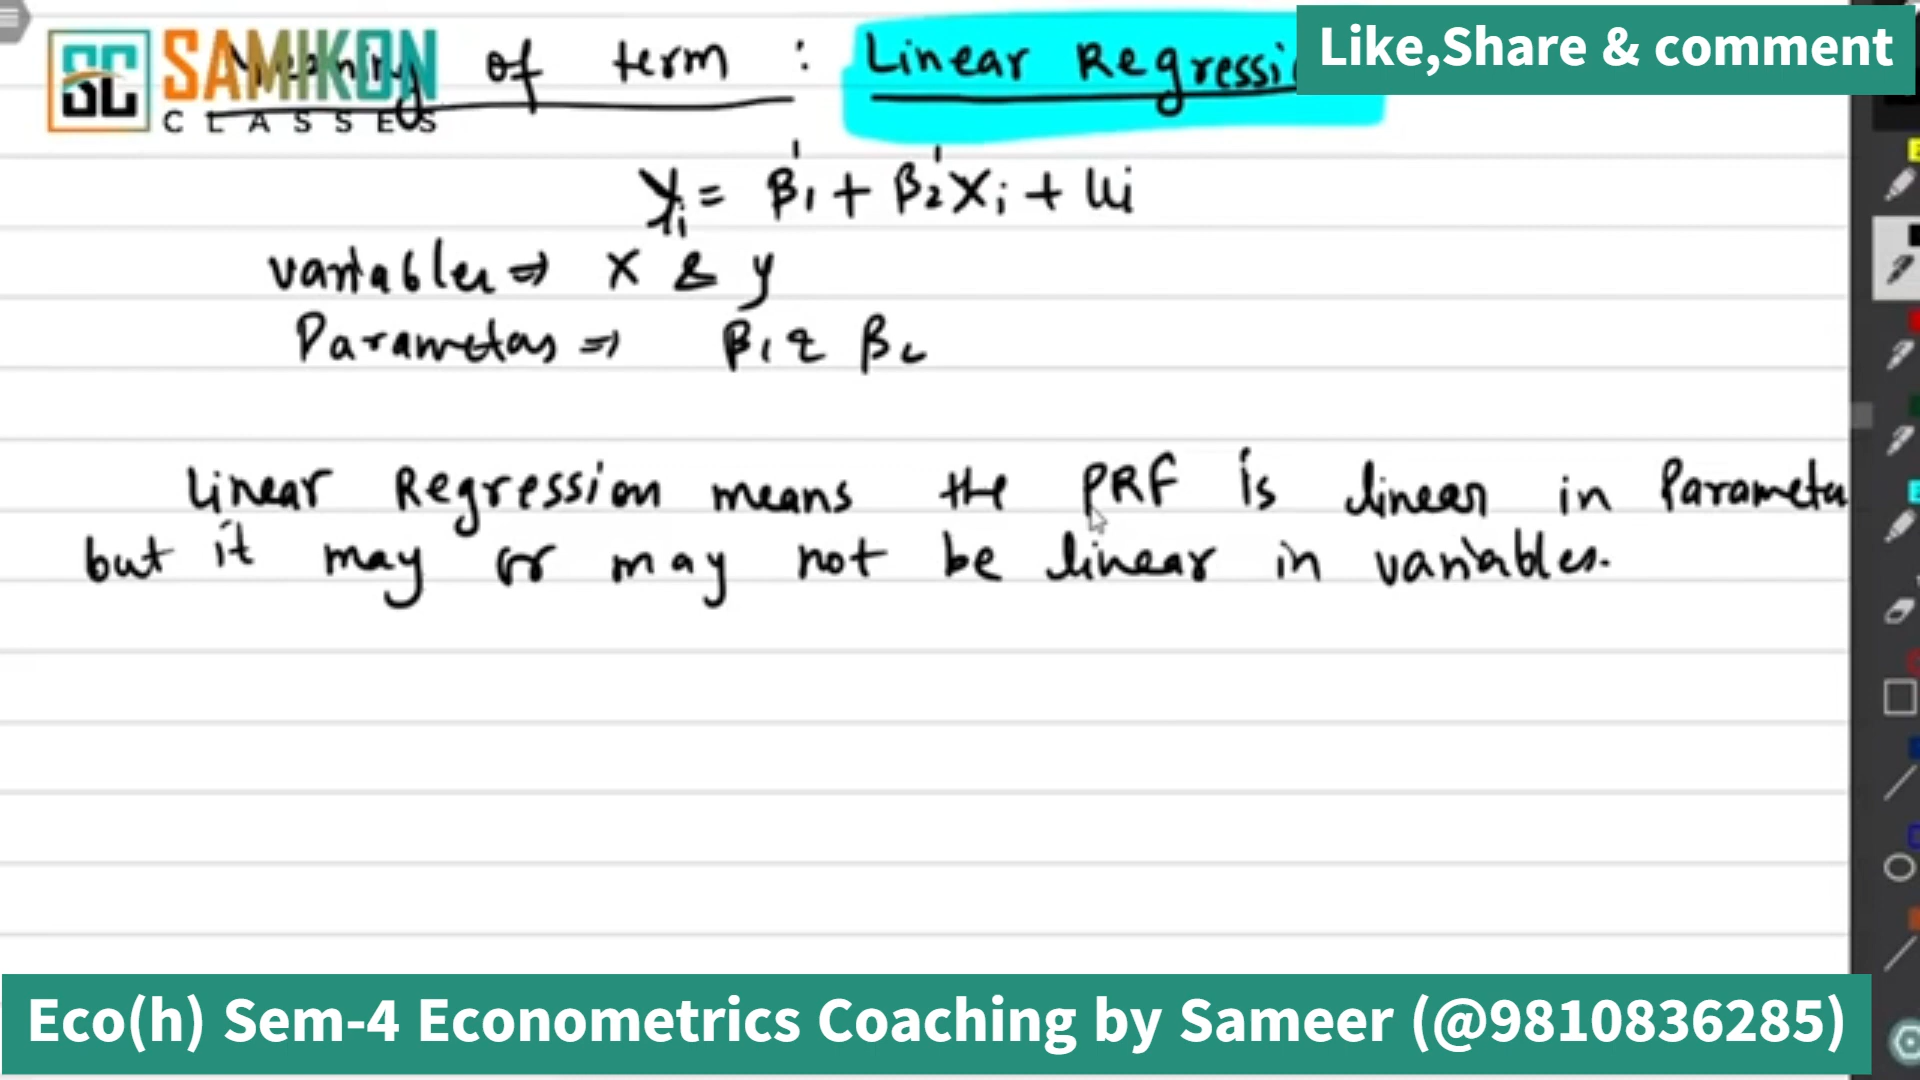 SAMIKON
CLASSES
Meaning of term : Linear Regressi
Like,Share & comment
Yi = β1 + β2Xi + Ui
variables ⇒ X & y
Parameters ⇒ β1 & β2
Linear Regression means the PRF is linear in Parameter
but it may or may not be linear in variables.
Eco(h) Sem-4 Econometrics Coaching by Sameer (@9810836285)